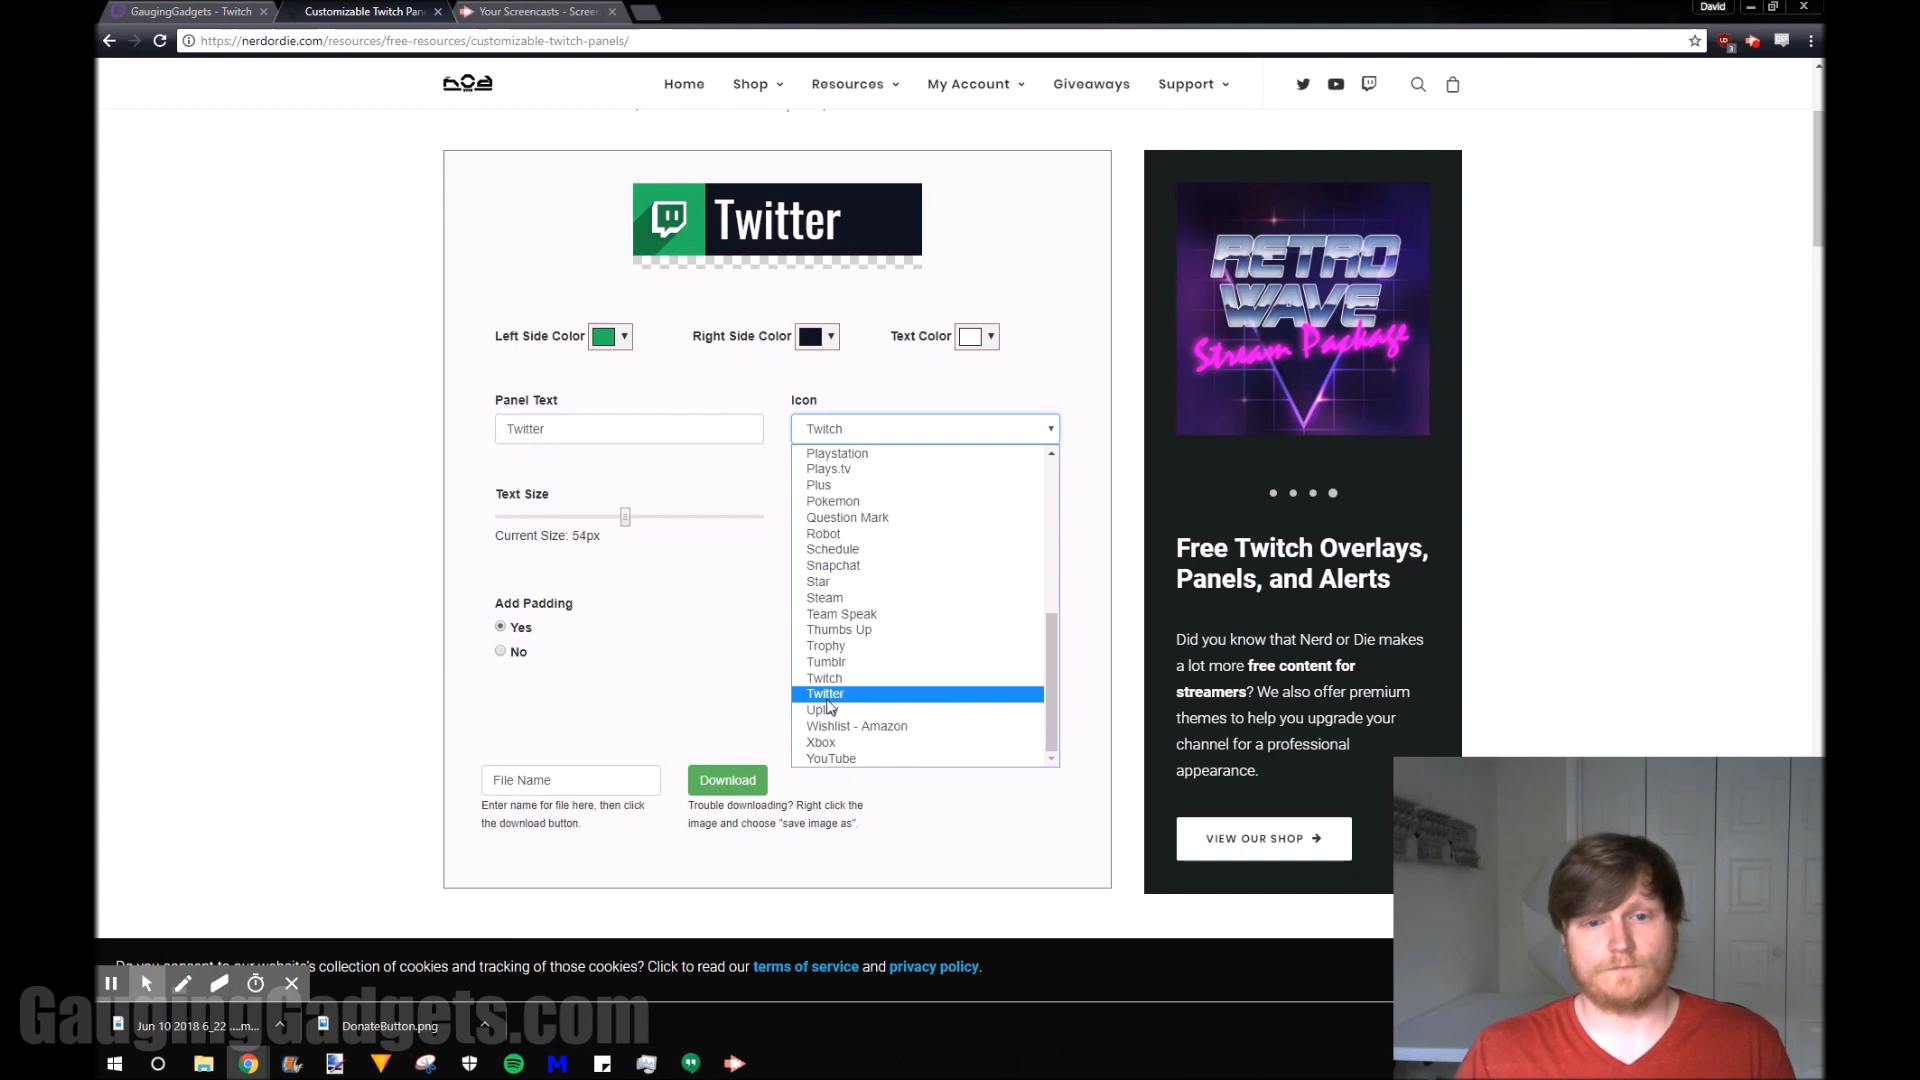 GaugingGadgets - Twitch
Customizable Twitch Pan
Your Screencasts - Screen
David
https://nerdordie.com/resources/free-resources/customizable-twitch-panels/
Home Shop Resources My Account Giveaways Support
Twitter
Left Side Color Right Side Color Text Color
Panel Text
Twitter
Icon
Twitch
Playstation
Plays.tv
Plus
Pokemon
Question Mark
Robot
Schedule
Snapchat
Star
Steam
Team Speak
Thumbs Up
Trophy
Tumblr
Twitch
Twitter
Uplay
Wishlist - Amazon
Xbox
YouTube
Text Size
Current Size: 54px
Add Padding
Yes
No
File Name
Enter name for file here, then click
the download button.
Download
Trouble downloading? Right click the
image and choose "save image as".
RETRO
WAVE
Stream Package
Free Twitch Overlays,
Panels, and Alerts
Did you know that Nerd or Die makes
a lot more free content for
streamers? We also offer premium
themes to help you upgrade your
channel for a professional
appearance.
VIEW OUR SHOP
Do you consent to our website's collection of cookies and tracking of those cookies? Click to read our terms of service and privacy policy.
GaugingGadgets.com
Jun 10 2018 6_22 ....m...
DonateButton.png